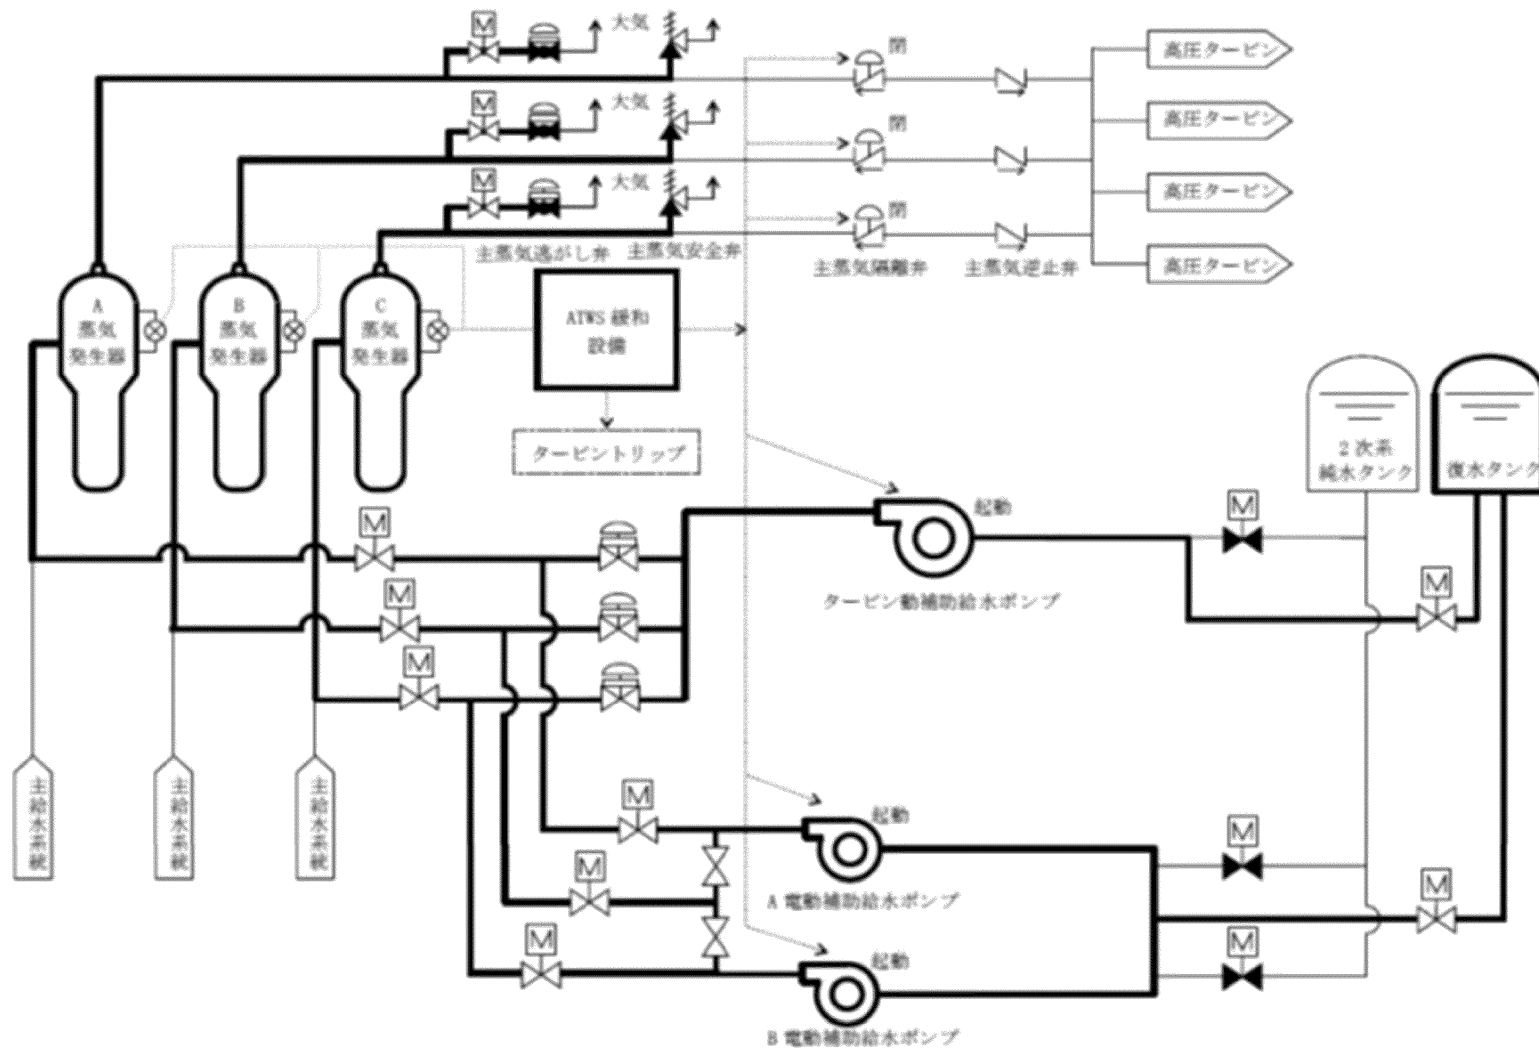 M
大気
閉
高圧タービン
M
大気
閉
高圧タービン
M
大気
閉
高圧タービン
高圧タービン
主蒸気逃がし弁
主蒸気安全弁
主蒸気隔離弁
主蒸気逆止弁
A
蒸気
発生器
B
蒸気
発生器
C
蒸気
発生器
ATWS 緩和
設備
タービントリップ
2次系
純水タンク
復水タンク
M
M
M
起動
タービン動補助給水ポンプ
M
M
主給水系統
主給水系統
主給水系統
M
起動
A 電動補助給水ポンプ
M
M
M
起動
B 電動補助給水ポンプ
M
M
M